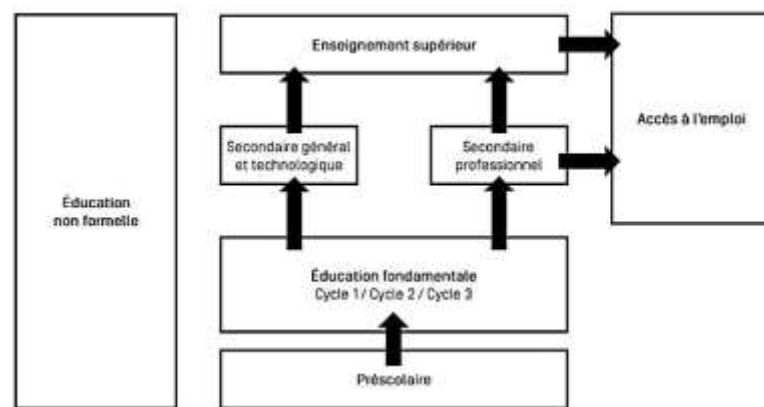 Enseignement supérieur
Accès à l'emploi
Secondaire général
et technologique
Secondaire
professionnel
Éducation
non formelle
Éducation fondamentale
Cycle 1 / Cycle 2 / Cycle 3
Préscolaire